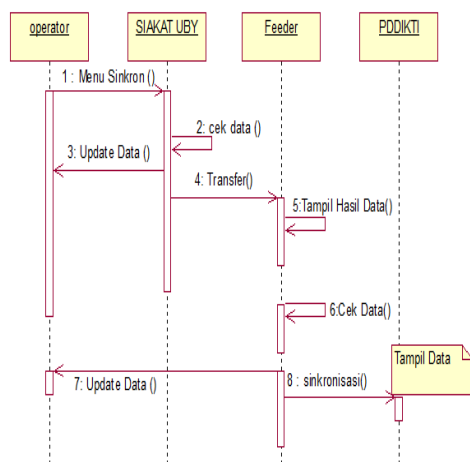 operator
SIAKAT UBY
Feeder
PDDIKTI
1 : Menu Sinkron ()
2: cek data ()
3: Update Data ()
4: Transfer()
5:Tampil Hasil Data()
6:Cek Data()
Tampil Data
7: Update Data ()
8 : sinkronisasi()